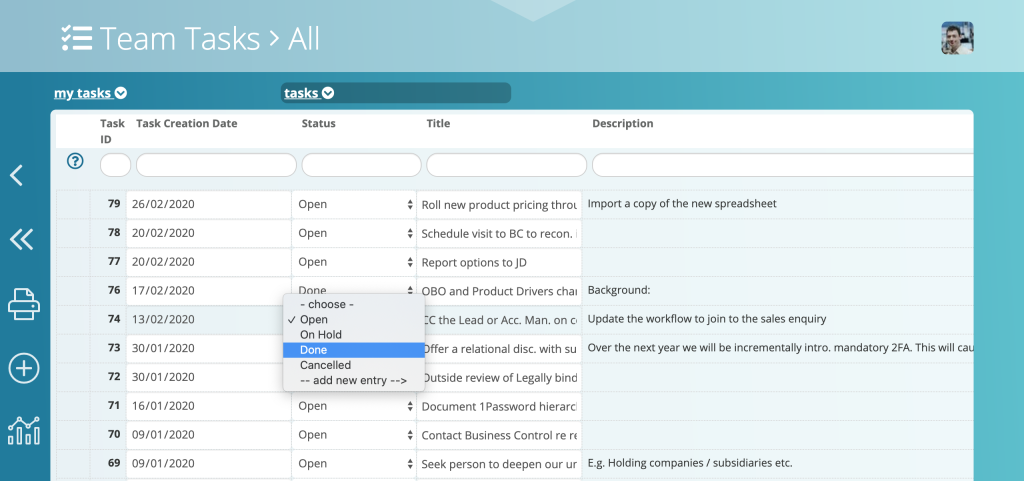 Team Tasks > All
my tasks tasks
Task ID Task Creation Date Status Title Description
79 26/02/2020 Open Roll new product pricing throu Import a copy of the new spreadsheet
78 20/02/2020 Open Schedule visit to BC to recon.
77 20/02/2020 Open Report options to JD
76 17/02/2020 Done OBO and Product Drivers char Background:
- choose -
74 13/02/2020 ✓ Open CC the Lead or Acc. Man. on c Update the workflow to join to the sales enquiry
On Hold
73 30/01/2020 Done Offer a relational disc. with su Over the next year we will be incrementally intro. mandatory 2FA. This will cau
Cancelled
72 30/01/2020 -- add new entry --> Outside review of Legally bind
71 16/01/2020 Open Document 1Password hierarc
70 09/01/2020 Open Contact Business Control re re
69 09/01/2020 Open Seek person to deepen our ur E.g. Holding companies / subsidiaries etc.